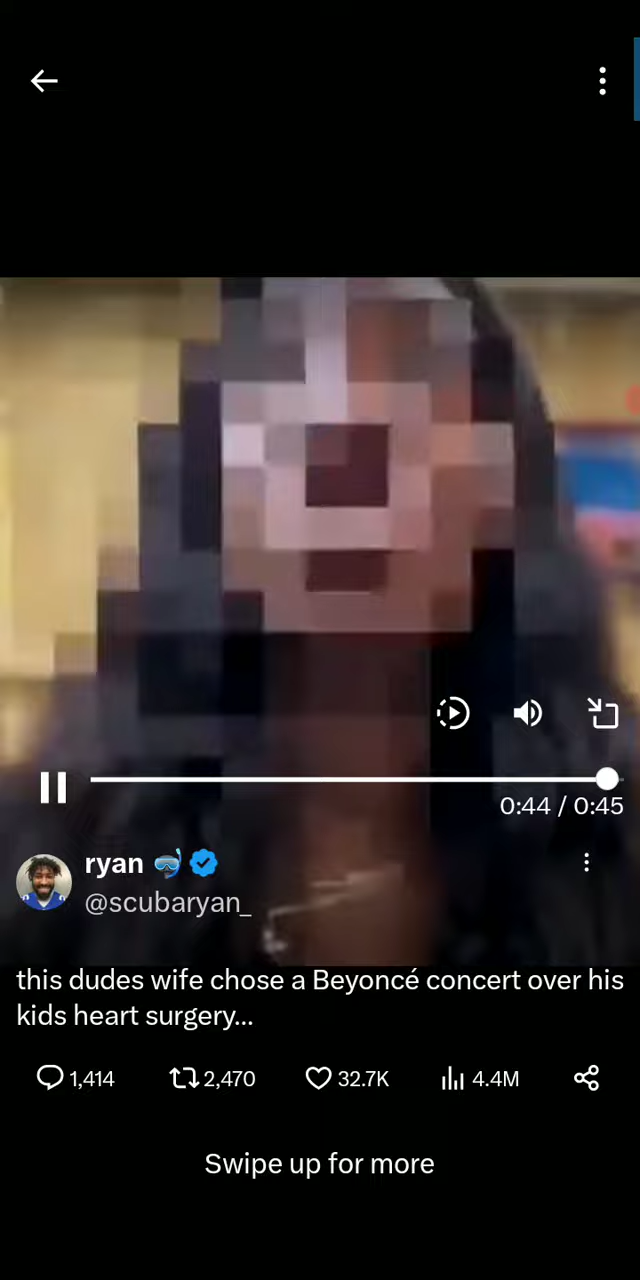 0:44 / 0:45
ryan
@scubaryan_
this dudes wife chose a Beyoncé concert over his
kids heart surgery...
1,414 2,470 32.7K 4.4M
Swipe up for more